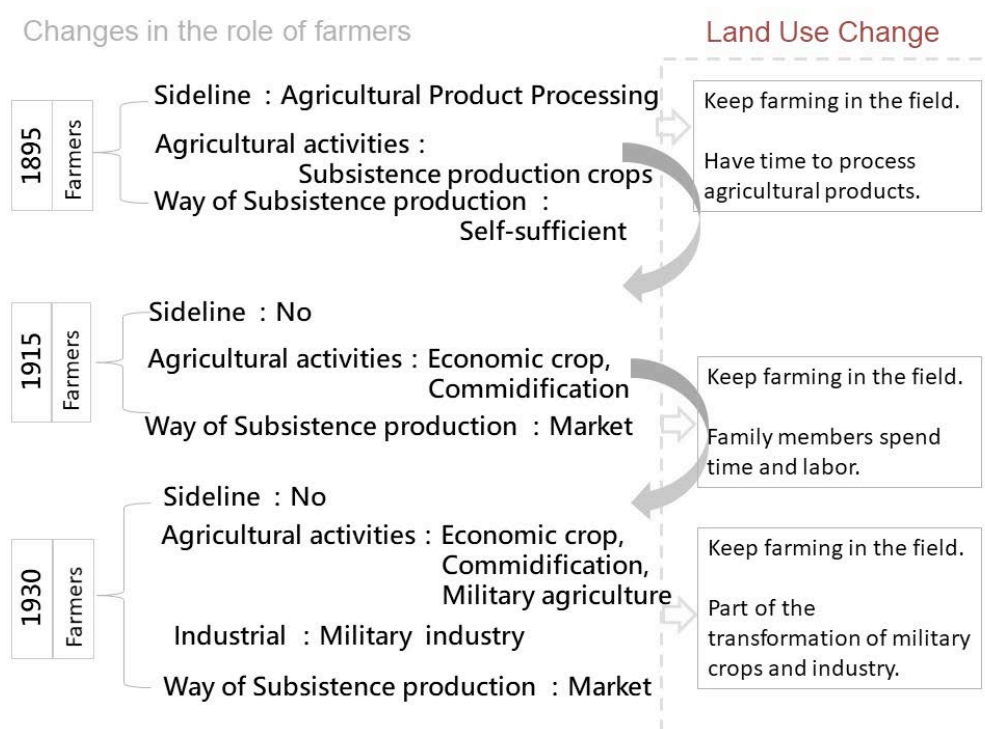 Changes in the role of farmers
Land Use Change
1895
Farmers
Sideline : Agricultural Product Processing
Agricultural activities :
Subsistence production crops
Way of Subsistence production :
Self-sufficient
Keep farming in the field.
Have time to process
agricultural products.
1915
Farmers
Sideline : No
Agricultural activities : Economic crop,
Commidification
Way of Subsistence production : Market
Keep farming in the field.
Family members spend
time and labor.
1930
Farmers
Sideline : No
Agricultural activities : Economic crop,
Commidification,
Military agriculture
Industrial : Military industry
Way of Subsistence production : Market
Keep farming in the field.
Part of the
transformation of military
crops and industry.